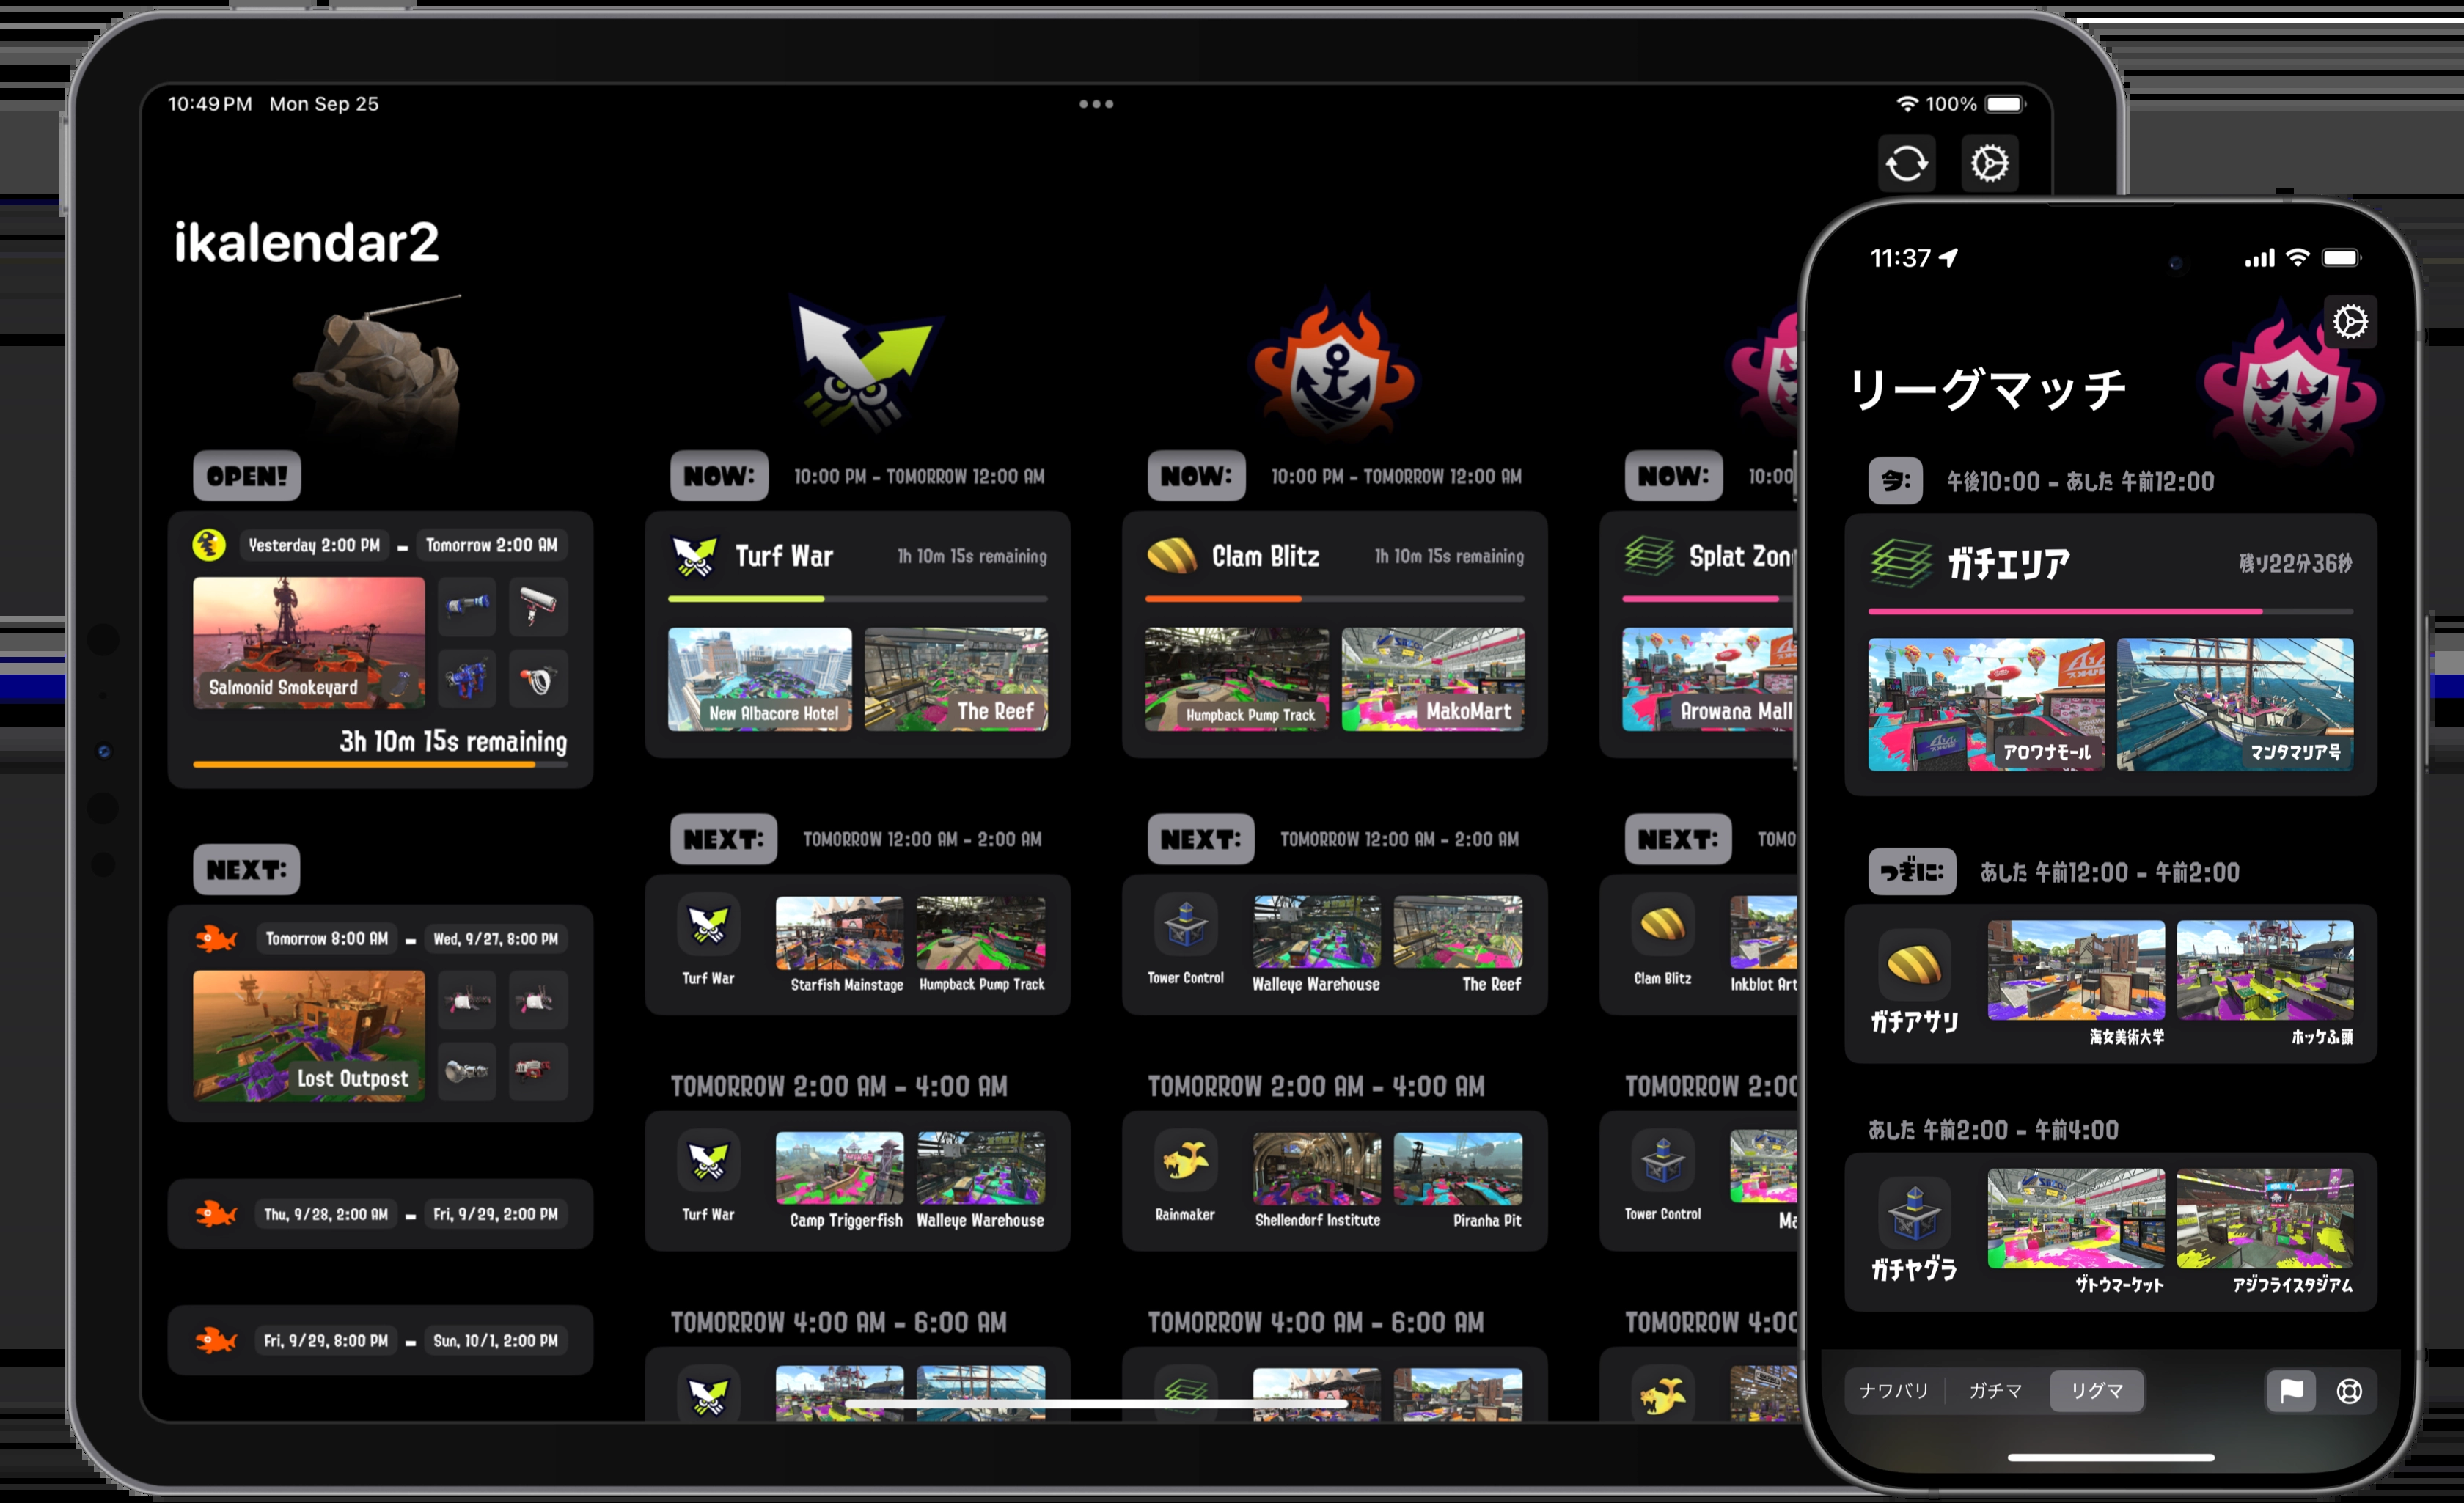 10:49 PM Mon Sep 25
100%
ikalendar2
OPEN!
Yesterday 2:00 PM – Tomorrow 2:00 AM
Salmonid Smokeyard
3h 10m 15s remaining
NEXT:
Tomorrow 8:00 AM – Wed, 9/27, 8:00 PM
Lost Outpost
Thu, 9/28, 2:00 AM – Fri, 9/29, 2:00 PM
Fri, 9/29, 8:00 PM – Sun, 10/1, 2:00 PM
NOW: 10:00 PM – TOMORROW 12:00 AM
Turf War 1h 10m 15s remaining
New Albacore Hotel The Reef
NEXT: TOMORROW 12:00 AM – 2:00 AM
Turf War Starfish Mainstage Humpback Pump Track
TOMORROW 2:00 AM – 4:00 AM
Turf War Camp Triggerfish Walleye Warehouse
TOMORROW 4:00 AM – 6:00 AM
NOW: 10:00 PM – TOMORROW 12:00 AM
Clam Blitz 1h 10m 15s remaining
Humpback Pump Track MakoMart
NEXT: TOMORROW 12:00 AM – 2:00 AM
Tower Control Walleye Warehouse The Reef
TOMORROW 2:00 AM – 4:00 AM
Rainmaker Shellendorf Institute Piranha Pit
TOMORROW 4:00 AM – 6:00 AM
NOW: 10:00
Splat Zon
Arowana Mall
NEXT: TOMO
Clam Blitz Inkblot Art
TOMORROW 2:00
Tower Control Ma
TOMORROW 4:00
11:37
リーグマッチ
今: 午後10:00 – あした 午前12:00
ガチエリア 残り22分36秒
アロワナモール マンタマリア号
つぎに: あした 午前12:00 – 午前2:00
ガチアサリ 海女美術大学 ホッケふ頭
あした 午前2:00 – 午前4:00
ガチヤグラ ザトウマーケット アジフライスタジアム
ナワバリ ガチマ リグマ